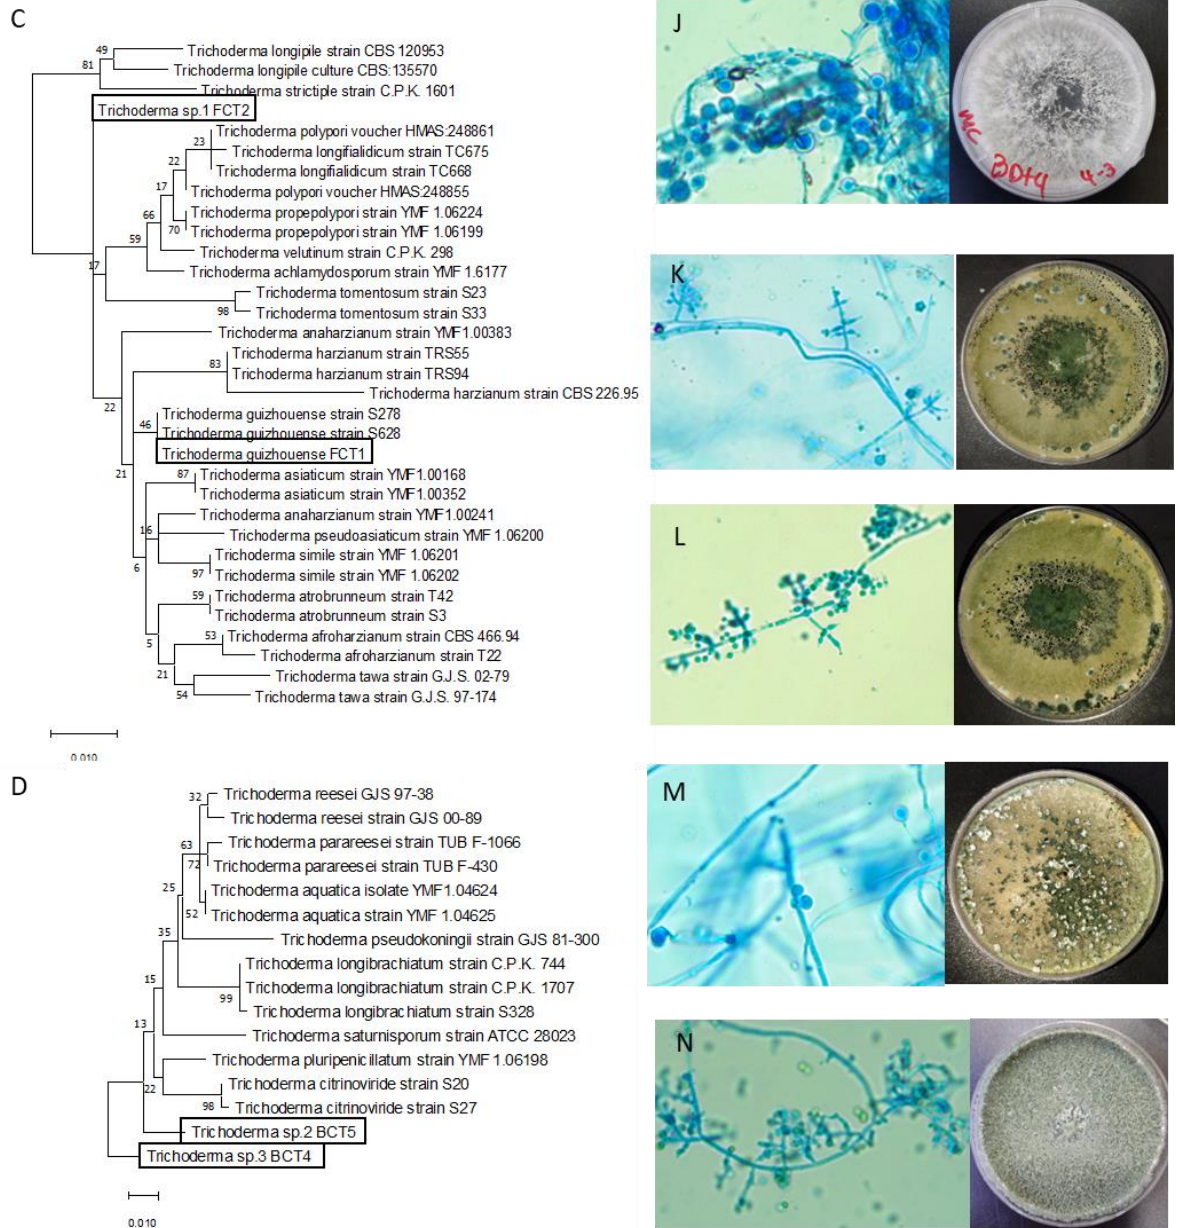 C
49
Trichoderma longipile strain CBS 120953
81
Trichoderma longipile culture CBS:135570
Trichoderma strictiple strain C.P.K. 1601
Trichoderma sp.1 FCT2
Trichoderma polypori voucher HMAS:248861
23
Trichoderma longifialidicum strain TC675
22
Trichoderma longifialidicum strain TC668
17
Trichoderma polypori voucher HMAS:248855
66
Trichoderma propepolypori strain YMF 1.06224
70
Trichoderma propepolypori strain YMF 1.06199
59
Trichoderma velutinum strain C.P.K. 298
17
Trichoderma achlamydosporum strain YMF 1.6177
Trichoderma tomentosum strain S23
98
Trichoderma tomentosum strain S33
Trichoderma anaharzianum strain YMF1.00383
Trichoderma harzianum strain TRS55
83
Trichoderma harzianum strain TRS94
Trichoderma harzianum strain CBS 226.95
22
Trichoderma guizhouense strain S278
46
Trichoderma guizhouense strain S628
Trichoderma guizhouense FCT1
21
87
Trichoderma asiaticum strain YMF1.00168
Trichoderma asiaticum strain YMF1.00352
Trichoderma anaharzianum strain YMF1.00241
16
Trichoderma pseudoasiaticum strain YMF 1.06200
Trichoderma simile strain YMF 1.06201
6
97
Trichoderma simile strain YMF 1.06202
59
Trichoderma atrobrunneum strain T42
Trichoderma atrobrunneum strain S3
5
53
Trichoderma afroharzianum strain CBS 466.94
Trichoderma afroharzianum strain T22
21
Trichoderma tawa strain G.J.S. 02-79
54
Trichoderma tawa strain G.J.S. 97-174
0.010
D
32
Trichoderma reesei GJS 97-38
Trichoderma reesei strain GJS 00-89
63
Trichoderma parareesei strain TUB F-1066
72
Trichoderma parareesei strain TUB F-430
25
Trichoderma aquatica isolate YMF1.04624
52
Trichoderma aquatica strain YMF 1.04625
35
Trichoderma pseudokoningii strain GJS 81-300
Trichoderma longibrachiatum strain C.P.K. 744
15
Trichoderma longibrachiatum strain C.P.K. 1707
99
Trichoderma longibrachiatum strain S328
13
Trichoderma saturnisporum strain ATCC 28023
Trichoderma pluripenicillatum strain YMF 1.06198
22
Trichoderma citrinoviride strain S20
98
Trichoderma citrinoviride strain S27
Trichoderma sp.2 BCT5
Trichoderma sp.3 BCT4
0.010
J
MC
4-3
K
L
M
N